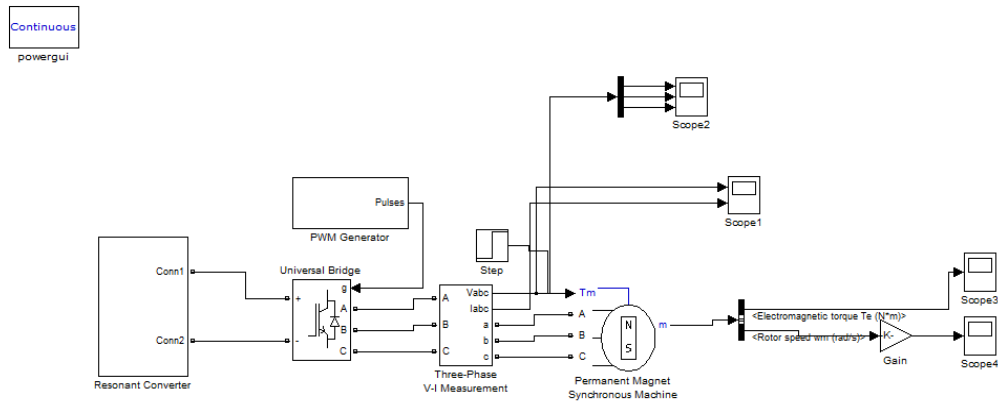 Continuous
powergui
Scope2
Pulses
PWM Generator
Scope1
Conn1
Conn2
Resonant Converter
Universal Bridge
g
+
A
B
-
C
Step
Vabc
Iabc
A
a
B
b
C
c
Three-Phase
V-I Measurement
Tm
A
B
C
N
S
m
Permanent Magnet
Synchronous Machine
<Electromagnetic torque Te (N*m)>
<Rotor speed wm (rad/s)>
-K-
Gain
Scope3
Scope4